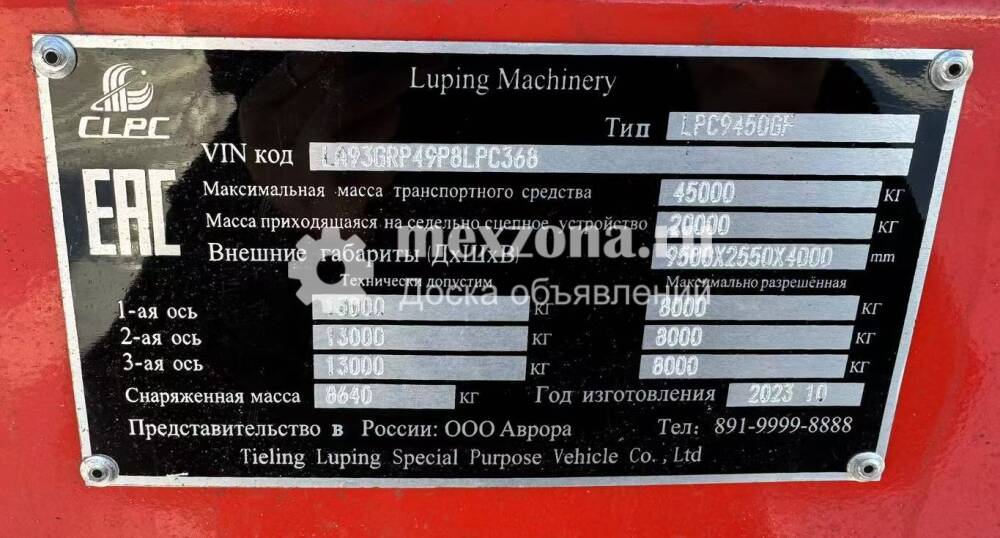 CLPC
Luping Machinery
Тип LPC9450GF
VIN код LA93GRP49P8LPC368
EAC
Максимальная масса транспортного средства 45000 кг
Масса приходящаяся на седельно сцепное устройство 20000 кг
Внешние габариты (ДхШхВ) 9580X2550X4000 mm
mexzona.ru
Доска объявлений
Технически допустим Максимально разрешённая
1-ая ось 13000 кг 8000 кг
2-ая ось 13000 кг 8000 кг
3-ая ось 13000 кг 8000 кг
Снаряженная масса 8640 кг Год изготовления 2023 10
Представительство в России: ООО Аврора Тел: 891-9999-8888
Tieling Luping Special Purpose Vehicle Co., Ltd